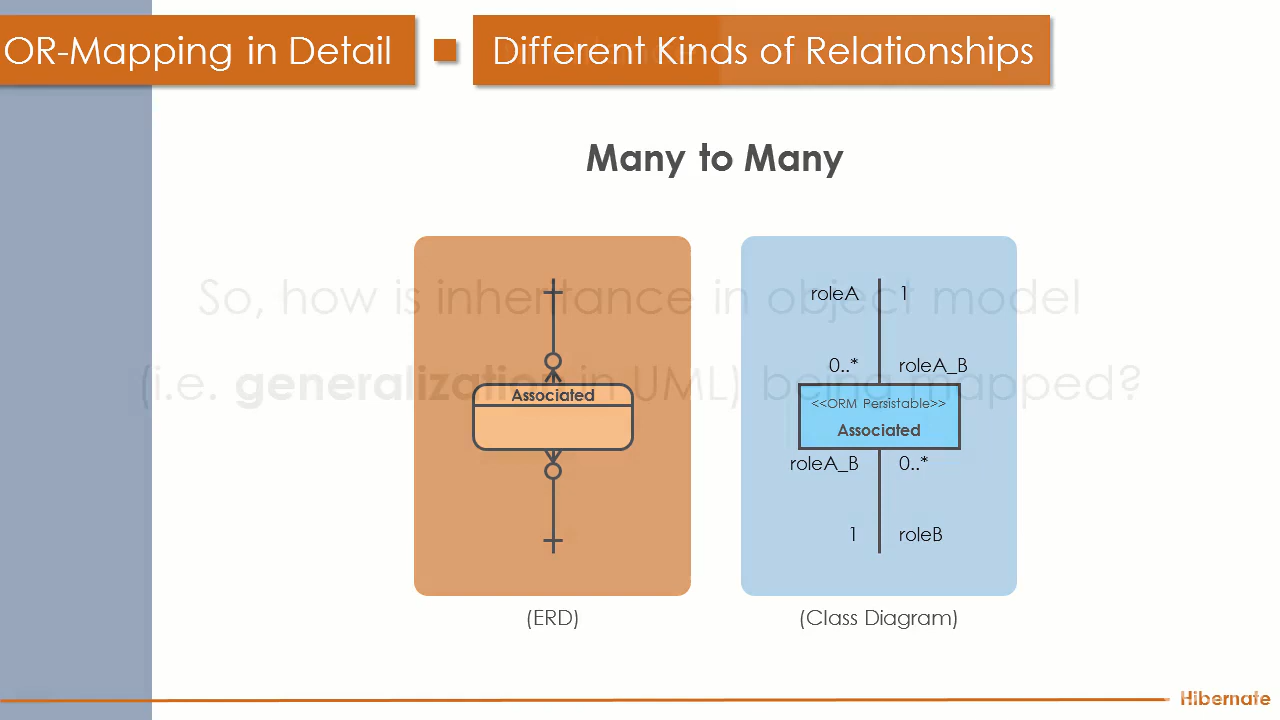 OR-Mapping in Detail
Different Kinds of Relationships
Many to Many
So, how is inheritance in object model
(i.e. generalization in UML) being mapped?
Associated
(ERD)
roleA 1
0..* roleA_B
<<ORM Persistable>>
Associated
roleA_B 0..*
1 roleB
(Class Diagram)
Hibernate